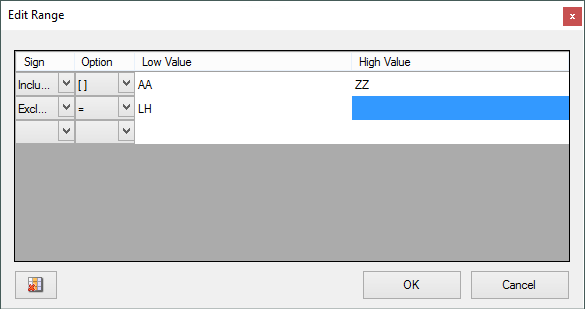 Edit Range
x
Sign Option Low Value High Value
Inclu... [ ] AA ZZ
Excl... = LH
OK Cancel